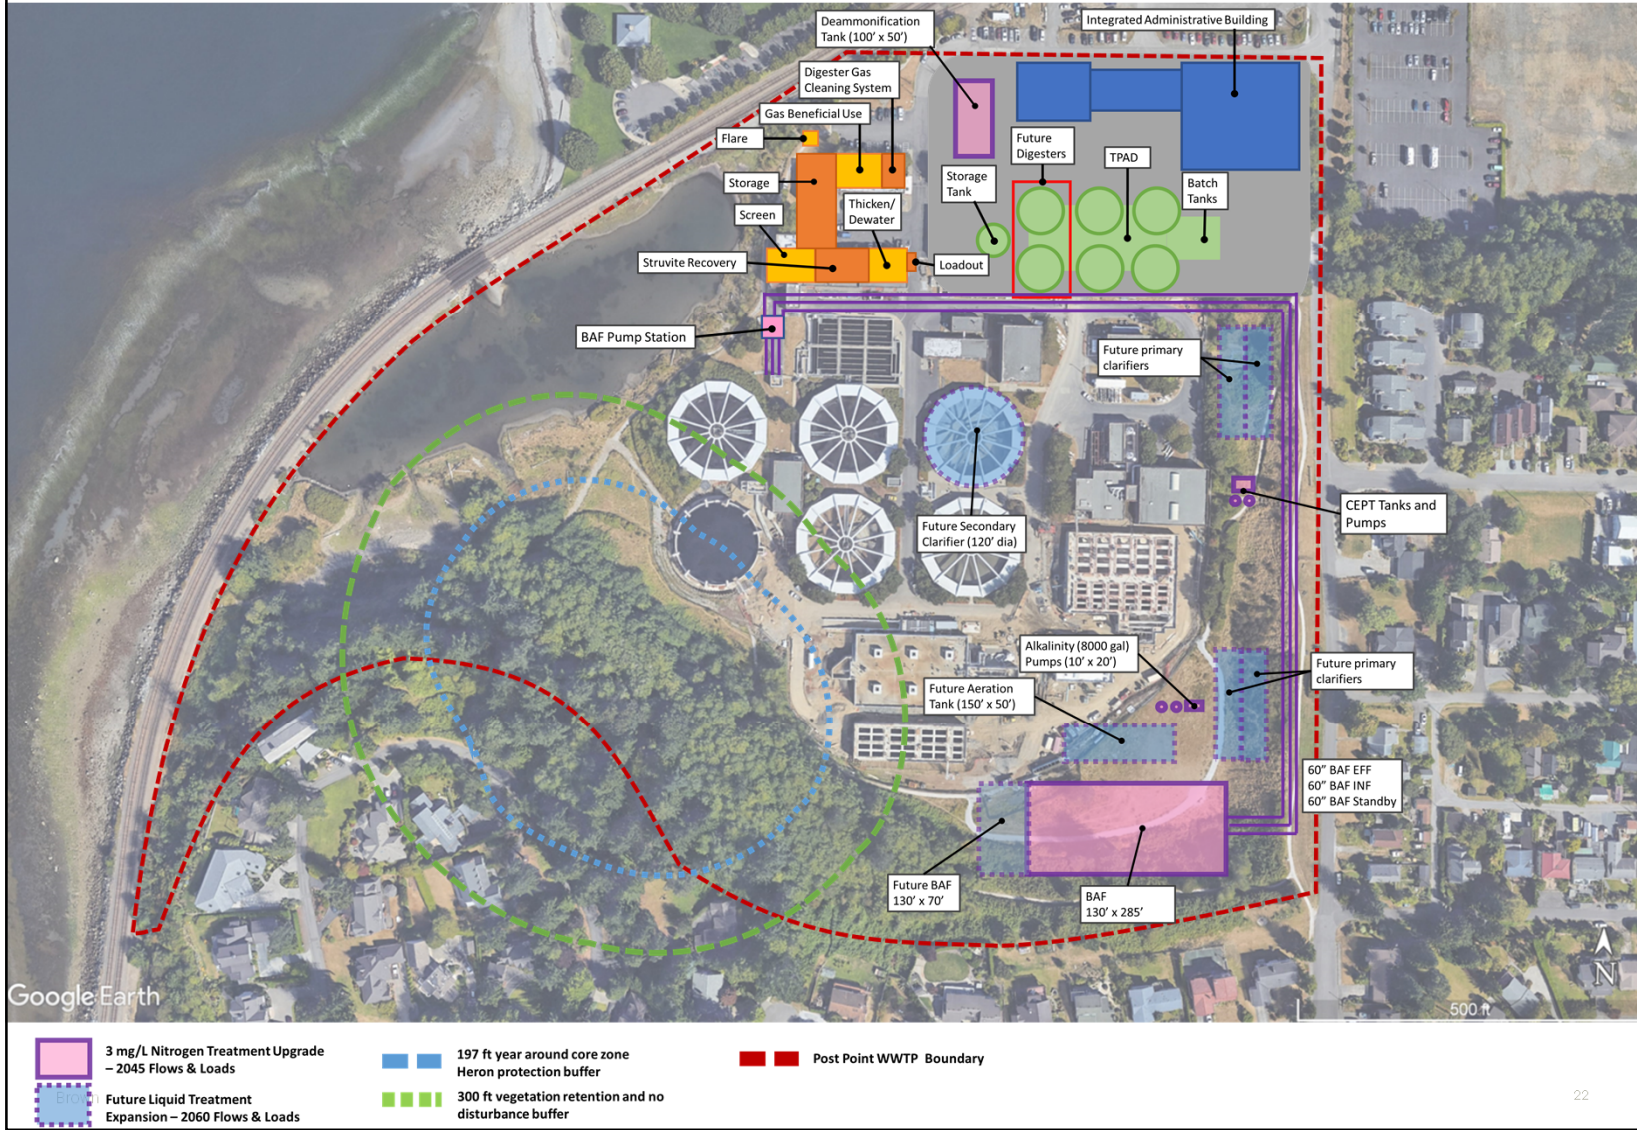 Deammonification
Tank (100' x 50')
Integrated Administrative Building
Digester Gas
Cleaning System
Gas Beneficial Use
Flare
Future
Digesters
TPAD
Storage
Storage
Tank
Batch
Tanks
Screen
Thicken/
Dewater
Struvite Recovery
Loadout
BAF Pump Station
Future primary
clarifiers
CEPT Tanks and
Pumps
Future Secondary
Clarifier (120' dia)
Alkalinity (8000 gal)
Pumps (10' x 20')
Future primary
clarifiers
Future Aeration
Tank (150' x 50')
60" BAF EFF
60" BAF INF
60" BAF Standby
Future BAF
130' x 70'
BAF
130' x 285'
N
Google Earth
500 ft
3 mg/L Nitrogen Treatment Upgrade
– 2045 Flows & Loads
197 ft year around core zone
Heron protection buffer
Post Point WWTP Boundary
Future Liquid Treatment
Expansion – 2060 Flows & Loads
300 ft vegetation retention and no
disturbance buffer
22